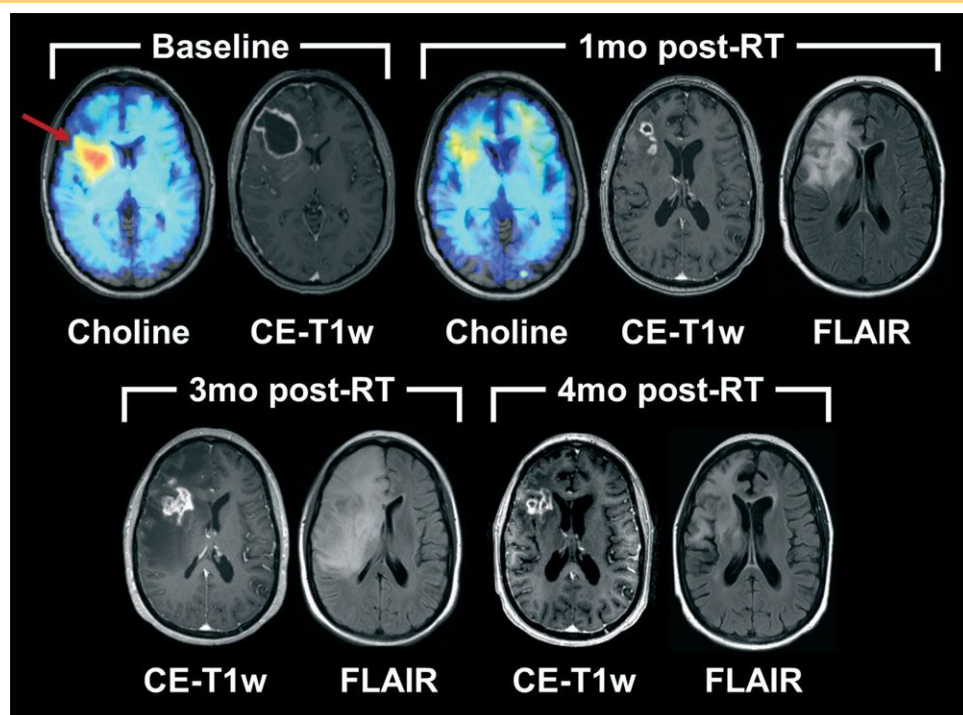 Baseline
1mo post-RT
Choline
CE-T1w
Choline
CE-T1w
FLAIR
3mo post-RT
4mo post-RT
CE-T1w
FLAIR
CE-T1w
FLAIR